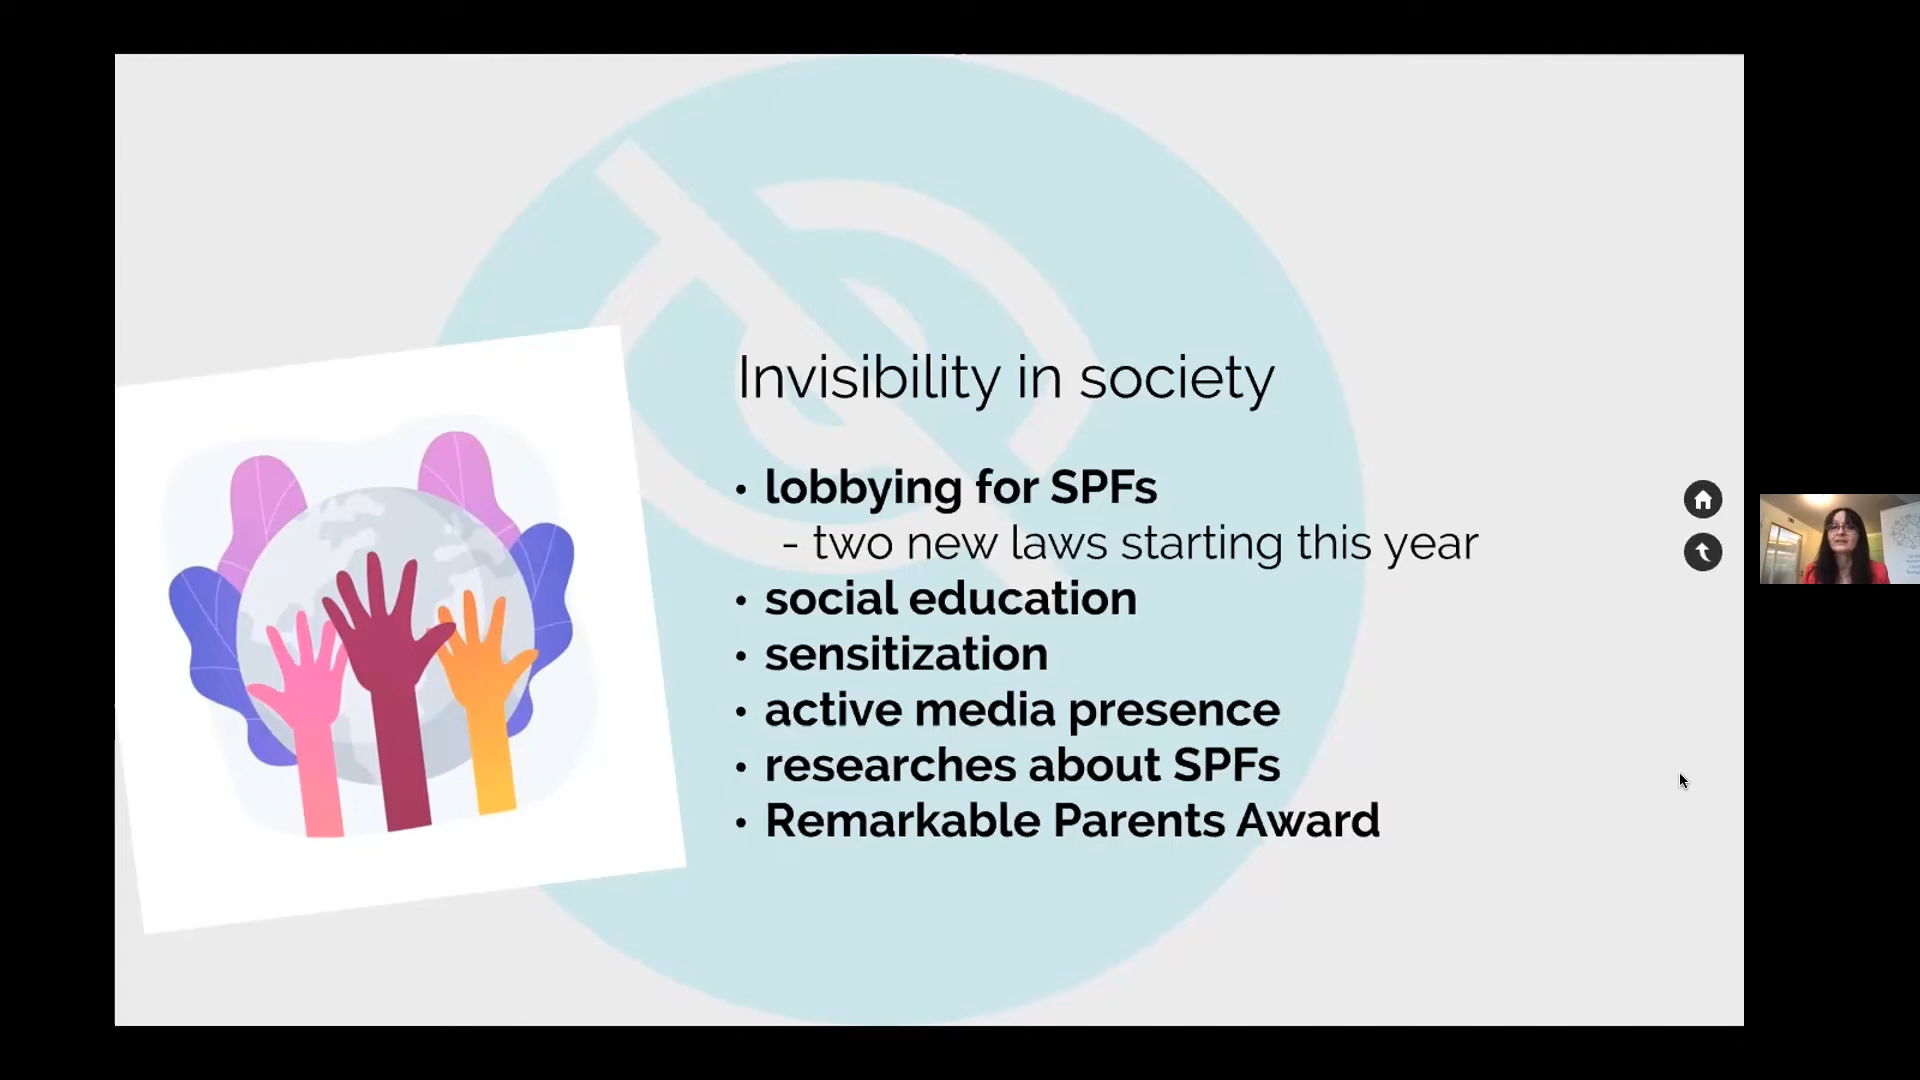 Invisibility in society
• lobbying for SPFs
- two new laws starting this year
• social education
• sensitization
• active media presence
• researches about SPFs
• Remarkable Parents Award